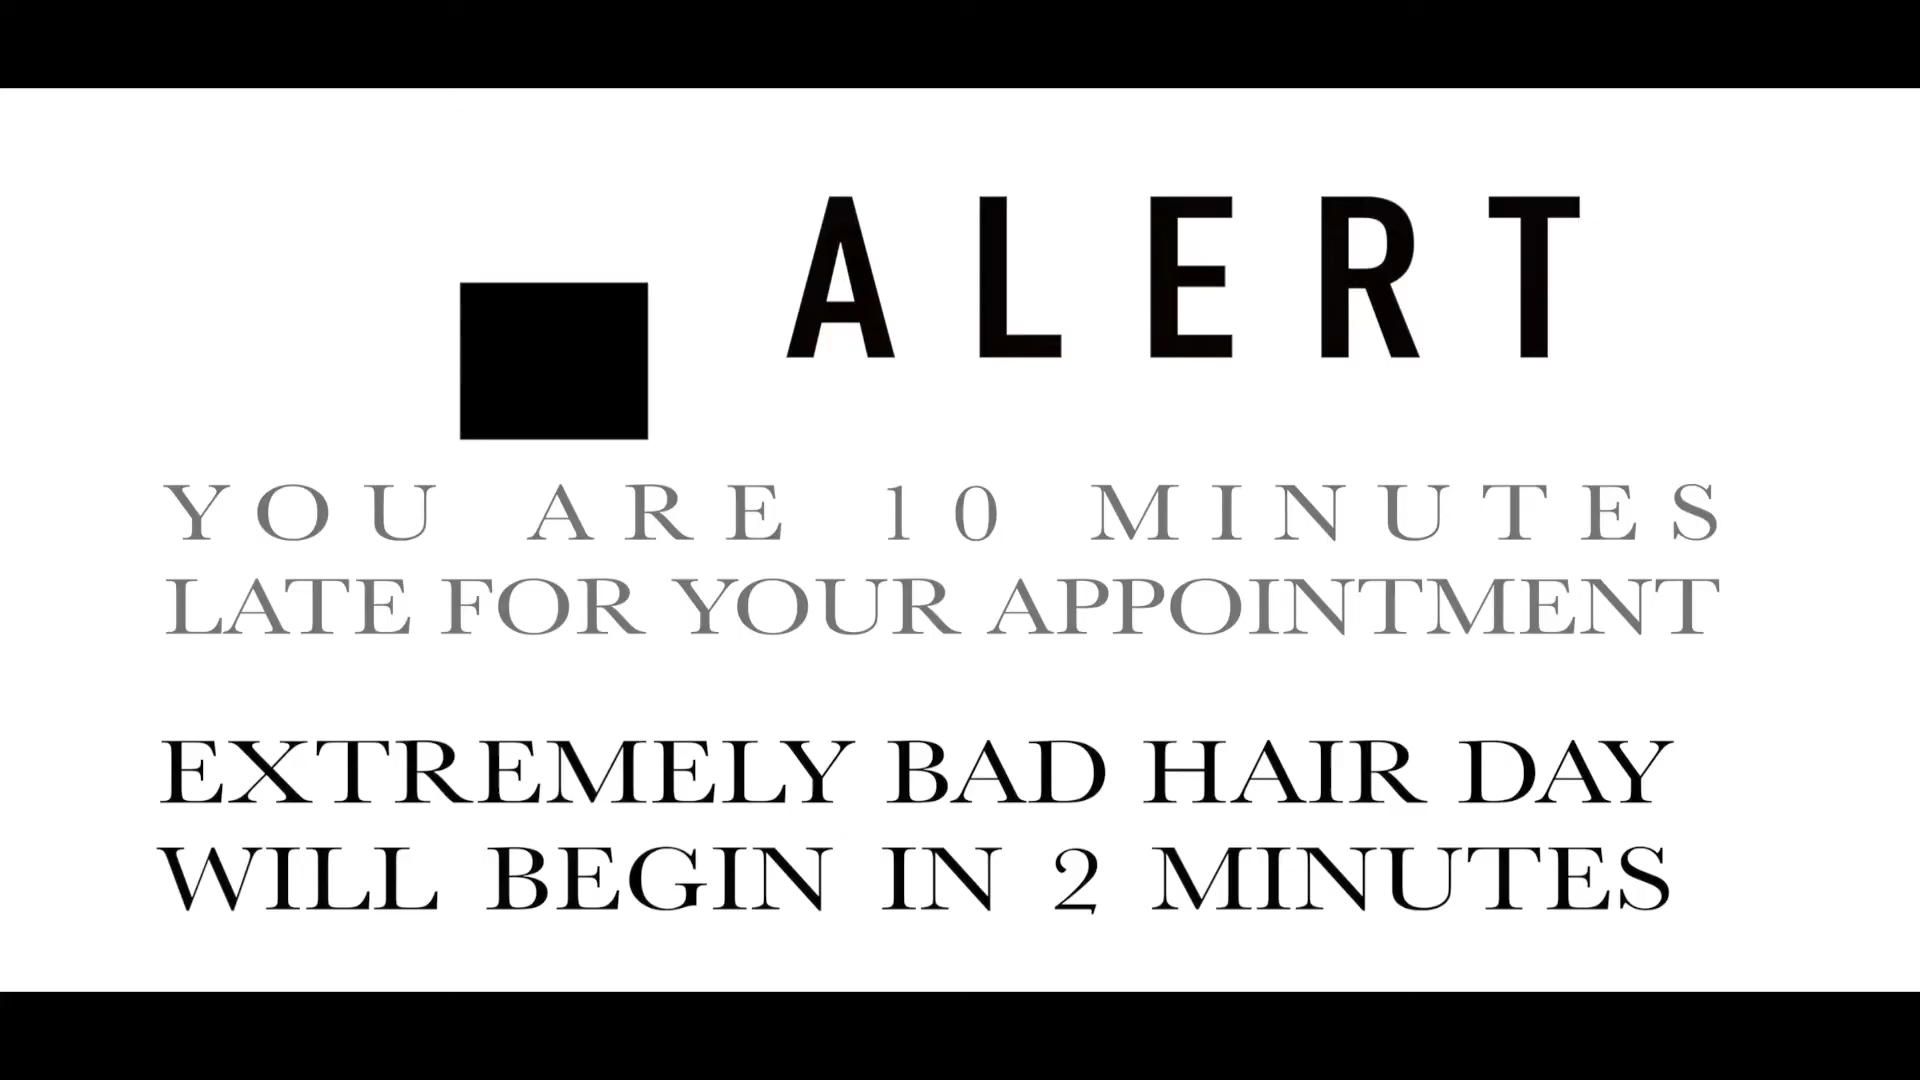 ALERT
YOU ARE 10 MINUTES
LATE FOR YOUR APPOINTMENT
EXTREMELY BAD HAIR DAY
WILL BEGIN IN 2 MINUTES